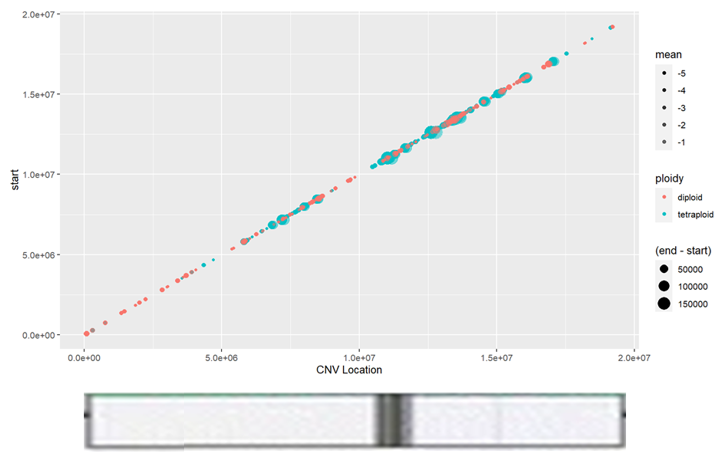 2.0e+07
1.5e+07
1.0e+07
5.0e+06
0.0e+00
start
0.0e+00 5.0e+06 1.0e+07 1.5e+07 2.0e+07
CNV Location
mean
-5
-4
-3
-2
-1
ploidy
diploid
tetraploid
(end - start)
50000
100000
150000